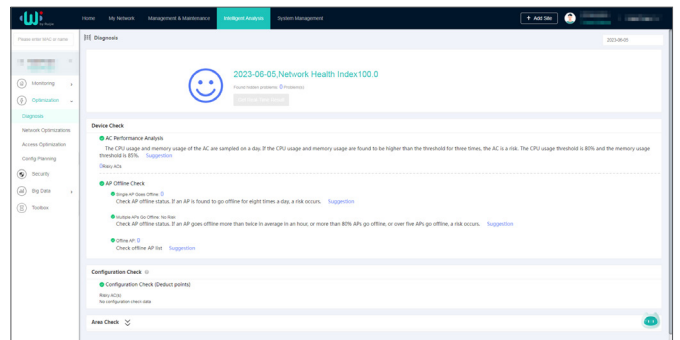 Wi
by Ruijie
Home
My Network
Management & Maintenance
Intelligent Analysis
System Management
+ Add Site
Please enter MAC or name
Diagnosis
2023-06-05
Monitoring
Optimization
Diagnosis
Network Optimizations
Access Optimization
Config Planning
Security
Big Data
Toolbox
2023-06-05,Network Health Index100.0
Found hidden problems: 0 Problem(s)
Device Check
AC Performance Analysis
The CPU usage and memory usage of the AC are sampled on a day. If the CPU usage and memory usage are found to be higher than the threshold for three times, the AC is a risk. The CPU usage threshold is 80% and the memory usage
threshold is 85%. Suggestion
0Risky ACs
AP Offline Check
Single AP Goes Offline: 0
Check AP offline status. If an AP is found to go offline for eight times a day, a risk occurs. Suggestion
Multiple APs Go Offline: No Risk
Check AP offline status. If an AP goes offline more than twice in average in an hour, or more than 80% APs go offline, or over five APs go offline, a risk occurs. Suggestion
Offline AP: 0
Check offline AP list Suggestion
Configuration Check
Configuration Check (Deduct points)
Risky AC(s)
No configuration check data
Area Check